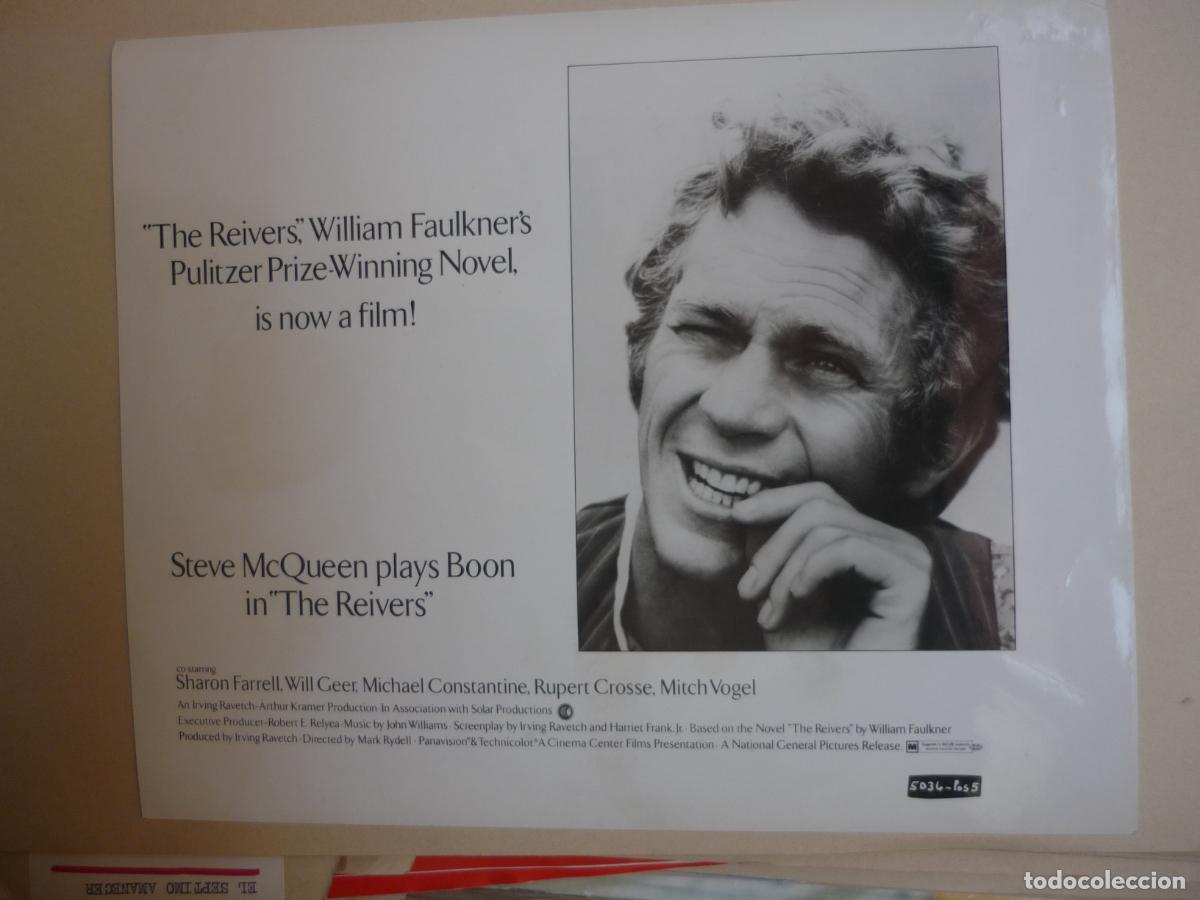 "The Reivers," William Faulkner's
Pulitzer Prize-Winning Novel,
is now a film!
Steve McQueen plays Boon
in "The Reivers"
co-starring
Sharon Farrell, Will Geer, Michael Constantine, Rupert Crosse, Mitch Vogel
An Irving Ravetch-Arthur Kramer Production · In Association with Solar Productions
Executive Producer-Robert E. Relyea · Music by John Williams · Screenplay by Irving Ravetch and Harriet Frank, Jr. · Based on the Novel "The Reivers" by William Faulkner
Produced by Irving Ravetch · Directed by Mark Rydell · Panavision® & Technicolor® A Cinema Center Films Presentation · A National General Pictures Release. M
5034-Pos5
EL SEPTIMO AMANECER
todocoleccion